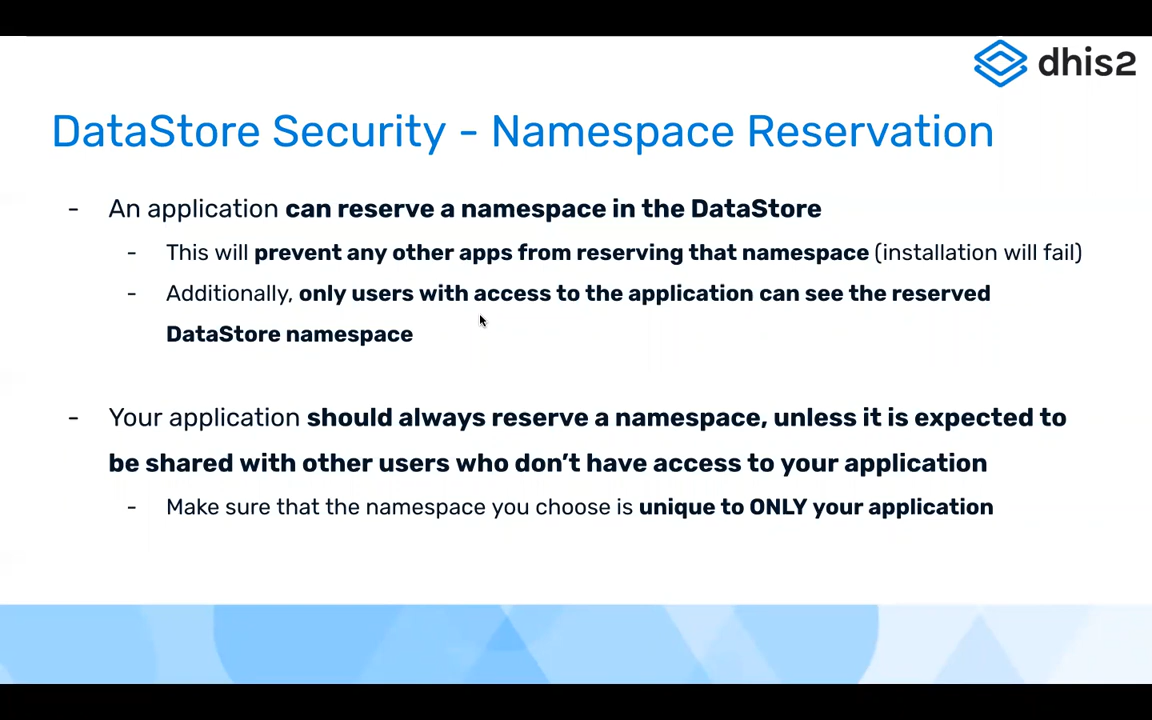 dhis2
DataStore Security - Namespace Reservation
- An application can reserve a namespace in the DataStore
- This will prevent any other apps from reserving that namespace (installation will fail)
- Additionally, only users with access to the application can see the reserved
DataStore namespace
- Your application should always reserve a namespace, unless it is expected to
be shared with other users who don’t have access to your application
- Make sure that the namespace you choose is unique to ONLY your application